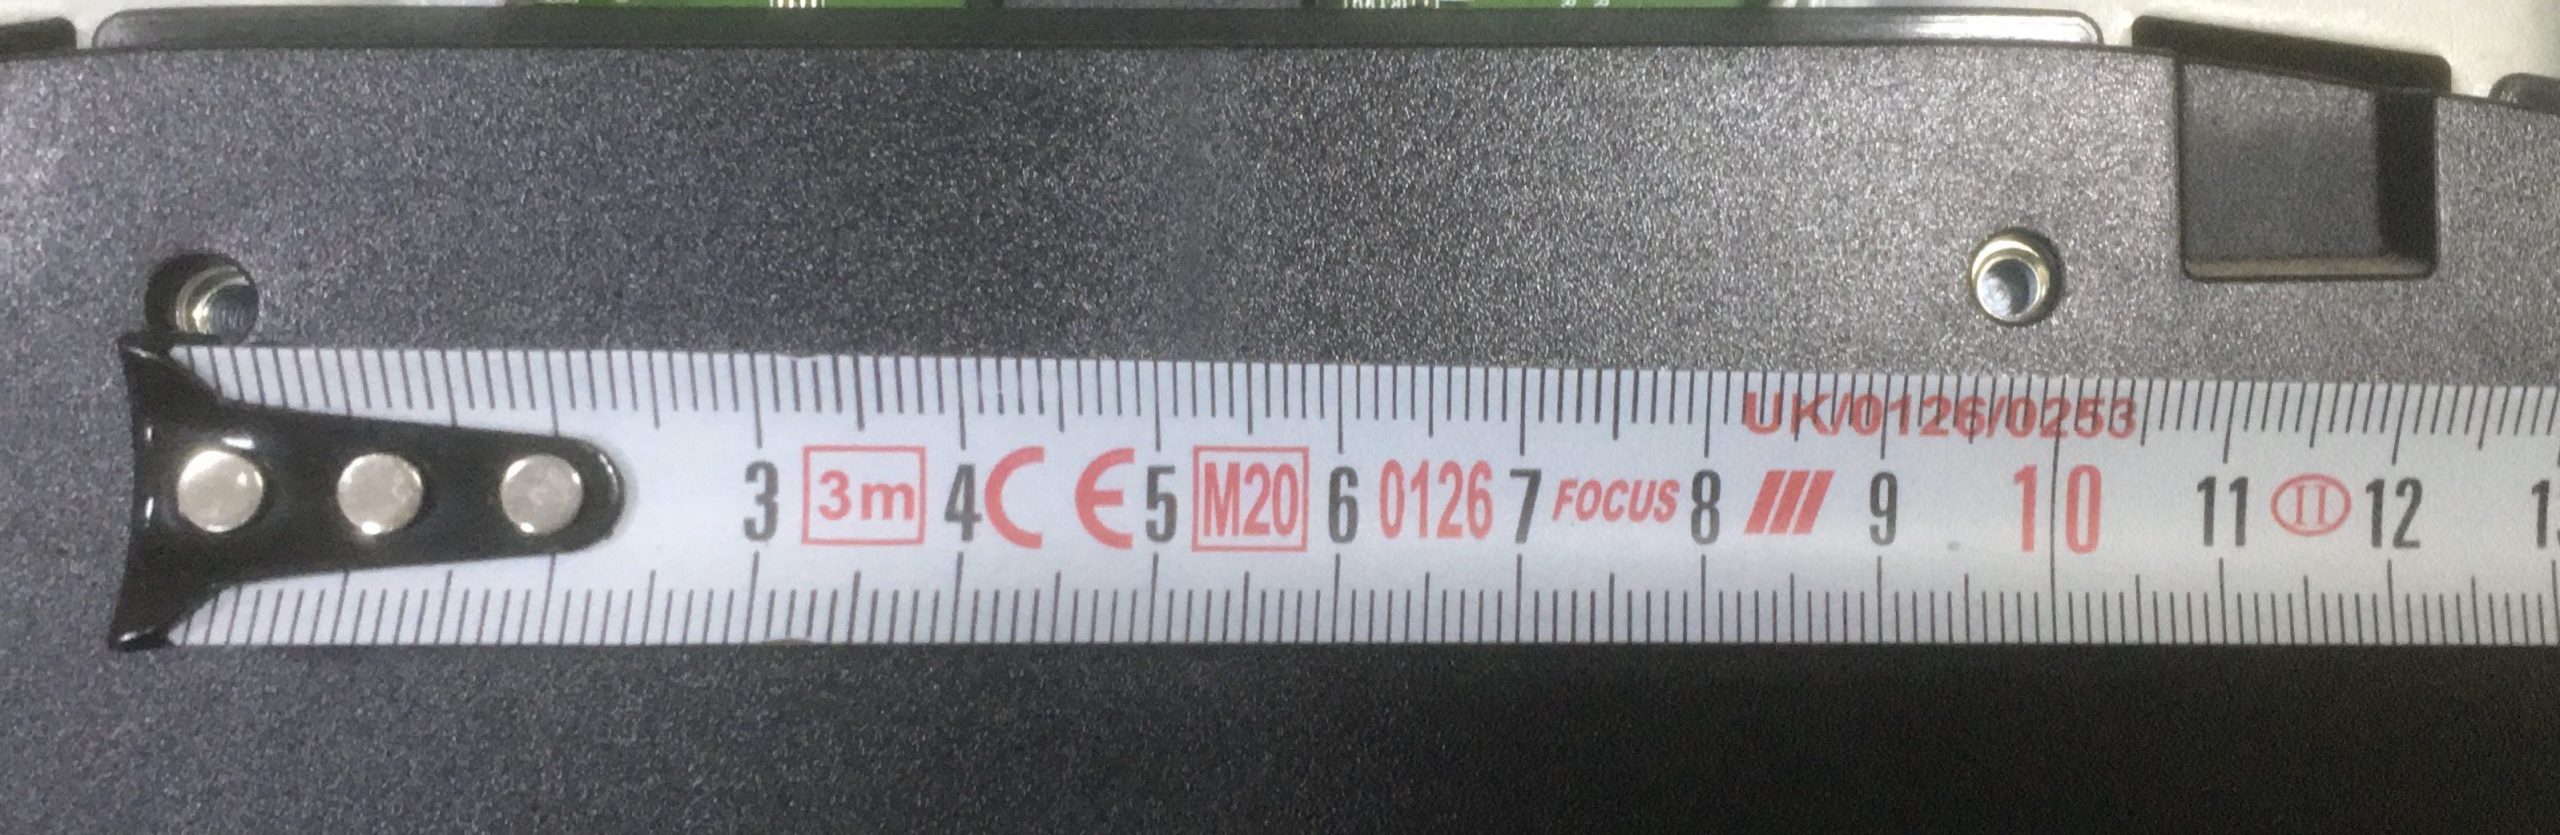 UK/0126/0253
3 3m 4 CE 5 M20 6 0126 7 FOCUS 8 9 10 11 II 12